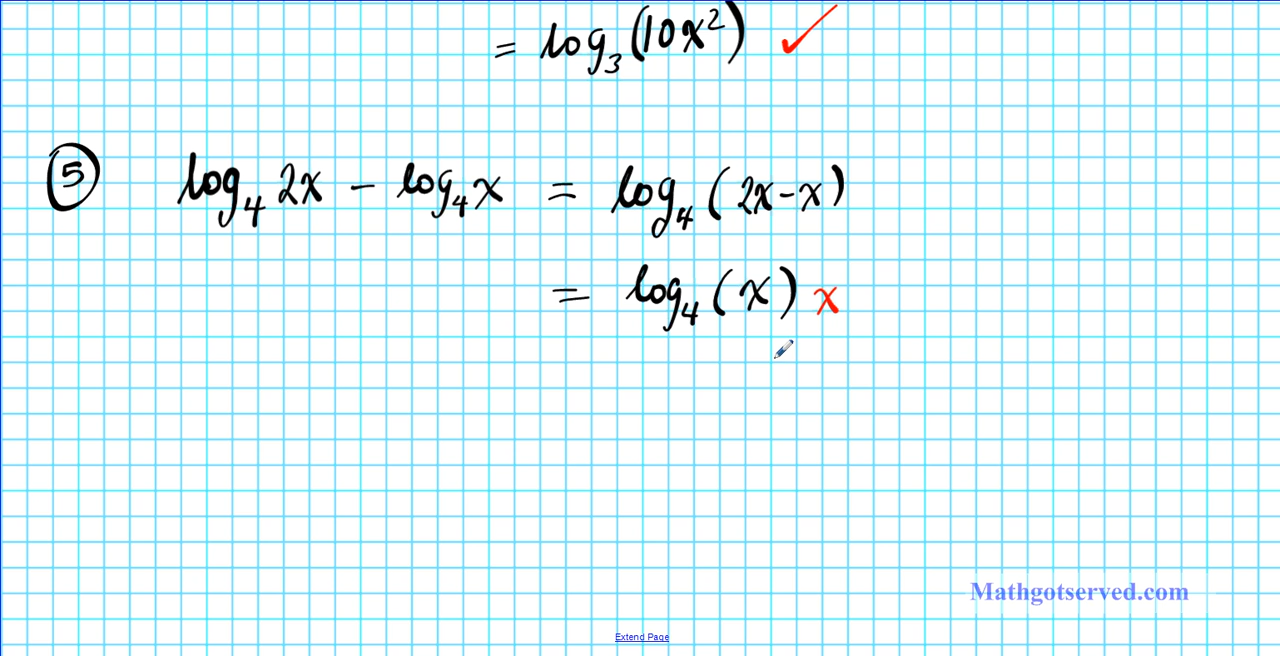 = log₃(10x²) ✓
⑤ log₄ 2x − log₄ x = log₄(2x−x)
= log₄(x) x
Mathgotserved.com
Extend Page